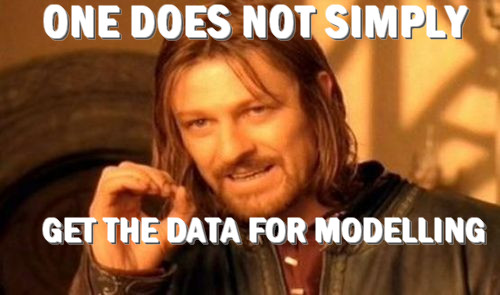 ONE DOES NOT SIMPLY
GET THE DATA FOR MODELLING